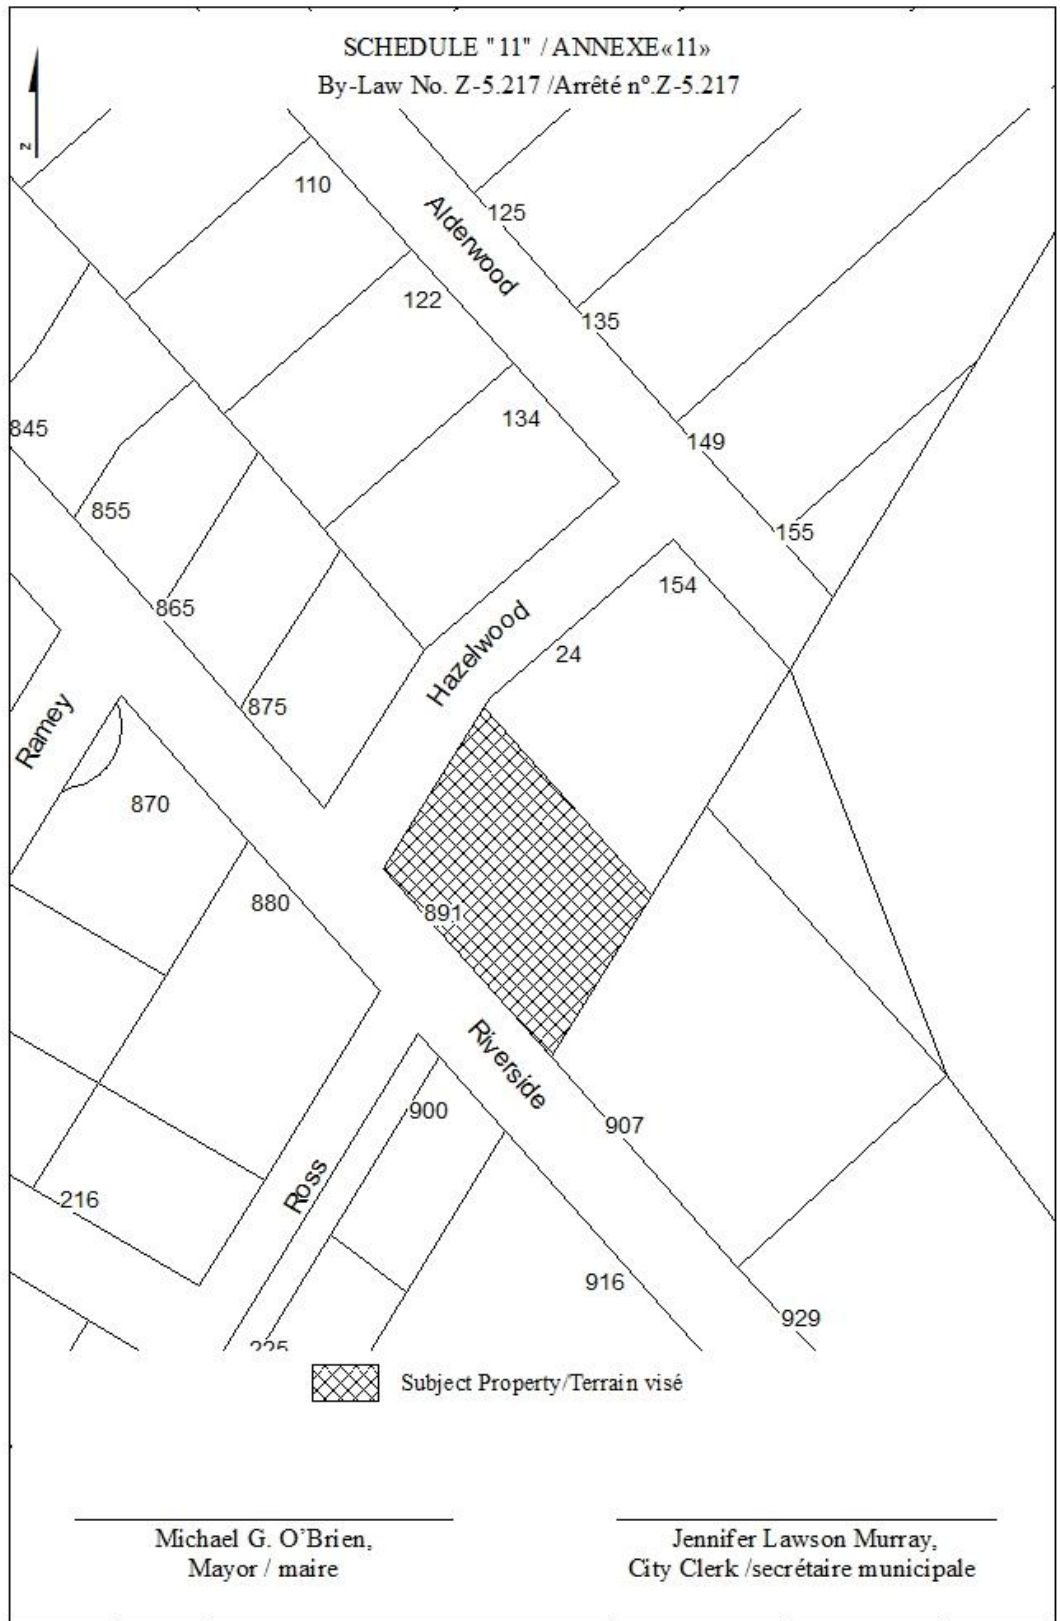 SCHEDULE "11" / ANNEXE«11»
By-Law No. Z-5.217 /Arrêté nº.Z-5.217
Z
110
Alderwood
125
122
135
134
845
149
855
155
154
865
Hazelwood
24
875
Ramey
870
880
891
Riverside
900
907
Ross
216
916
929
225
Subject Property/Terrain visé
Michael G. O'Brien,
Mayor / maire
Jennifer Lawson Murray,
City Clerk /secrétaire municipale